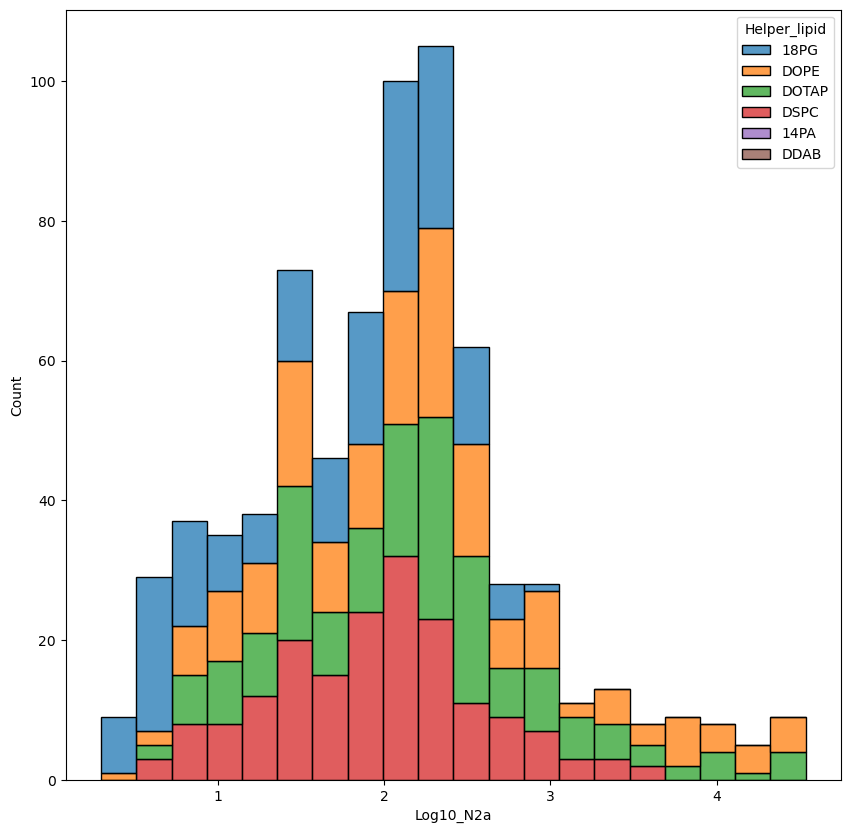 Helper_lipid
18PG
DOPE
DOTAP
DSPC
14PA
DDAB
100
80
60
40
20
0
Count
1 2 3 4
Log10_N2a